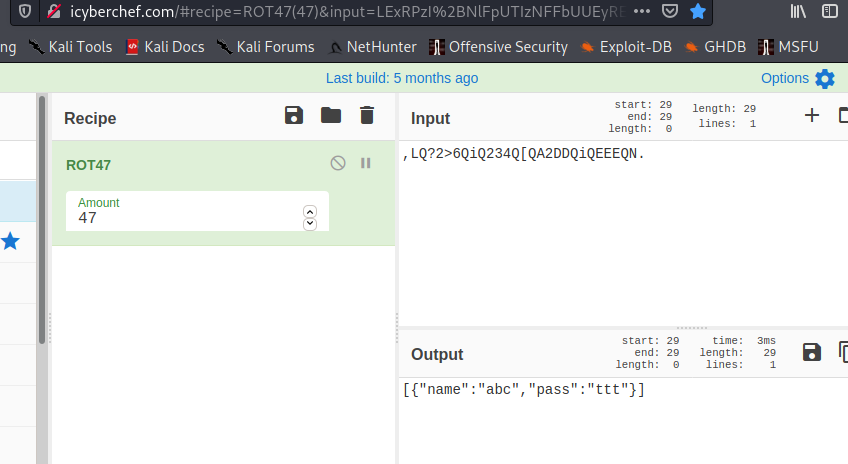 icyberchef.com/#recipe=ROT47(47)&input=LExRPzI%2BNlFpUTIzNFFbUUEyRE
ng Kali Tools Kali Docs Kali Forums NetHunter Offensive Security Exploit-DB GHDB MSFU
Last build: 5 months ago
Options
Recipe
Input
start: 29
end: 29
length: 0
length: 29
lines: 1
ROT47
Amount
47
,LQ?2>6QiQ234Q[QA2DDQiQEEEQN.
Output
start: 29
end: 29
length: 0
time: 3ms
length: 29
lines: 1
[{"name":"abc","pass":"ttt"}]